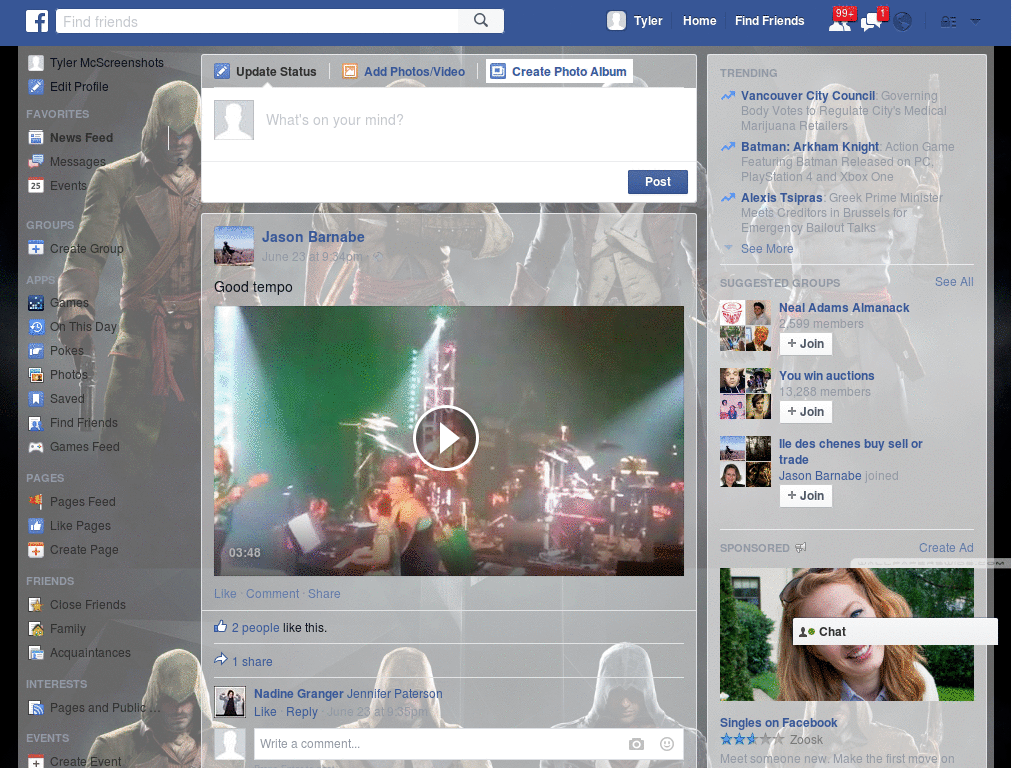 f
Find friends
Tyler Home Find Friends
99+
1
Tyler McScreenshots
Edit Profile
FAVORITES
News Feed
Messages 2
25 Events
GROUPS
Create Group
APPS
Games
On This Day
Pokes
Photos
Saved
Find Friends
Games Feed
PAGES
Pages Feed
Like Pages
Create Page
FRIENDS
Close Friends
Family
Acquaintances
INTERESTS
Pages and Public ...
EVENTS
Create Event
Update Status Add Photos/Video Create Photo Album
What's on your mind?
Post
Jason Barnabe
June 23 at 9:34pm ·
Good tempo
03:48
Like · Comment · Share
2 people like this.
1 share
Nadine Granger Jennifer Paterson
Like · Reply · June 23 at 9:35pm
Write a comment...
TRENDING
Vancouver City Council: Governing
Body Votes to Regulate City's Medical
Marijuana Retailers
Batman: Arkham Knight: Action Game
Featuring Batman Released on PC,
PlayStation 4 and Xbox One
Alexis Tsipras: Greek Prime Minister
Meets Creditors in Brussels for
Emergency Bailout Talks
See More
SUGGESTED GROUPS See All
Neal Adams Almanack
2,599 members
+ Join
You win auctions
13,288 members
+ Join
Ile des chenes buy sell or
trade
Jason Barnabe joined
+ Join
SPONSORED Create Ad
Chat
Singles on Facebook
Zoosk
Meet someone new. Make the first move on